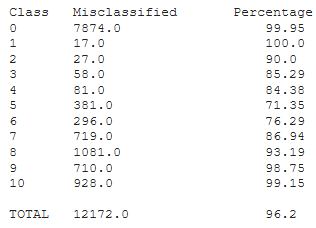 Class Misclassified Percentage
0 7874.0 99.95
1 17.0 100.0
2 27.0 90.0
3 58.0 85.29
4 81.0 84.38
5 381.0 71.35
6 296.0 76.29
7 719.0 86.94
8 1081.0 93.19
9 710.0 98.75
10 928.0 99.15
TOTAL 12172.0 96.2